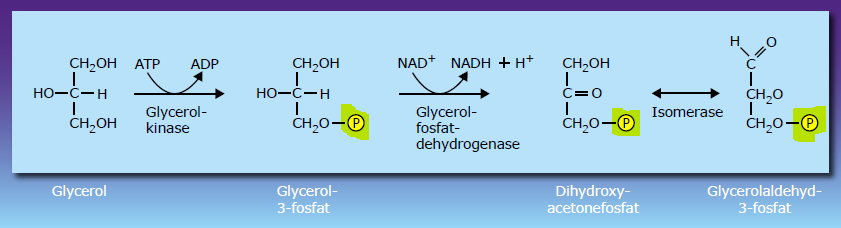 CH₂OH
HO–C–H
CH₂OH
ATP ADP
Glycerol-
kinase
CH₂OH
HO–C–H
CH₂O–P
NAD⁺ NADH + H⁺
Glycerol-
fosfat-
dehydrogenase
CH₂OH
C=O
CH₂O–P
Isomerase
H O
C
CH₂O
CH₂O–P
Glycerol
Glycerol-
3-fosfat
Dihydroxy-
acetonefosfat
Glycerolaldehyd-
3-fosfat